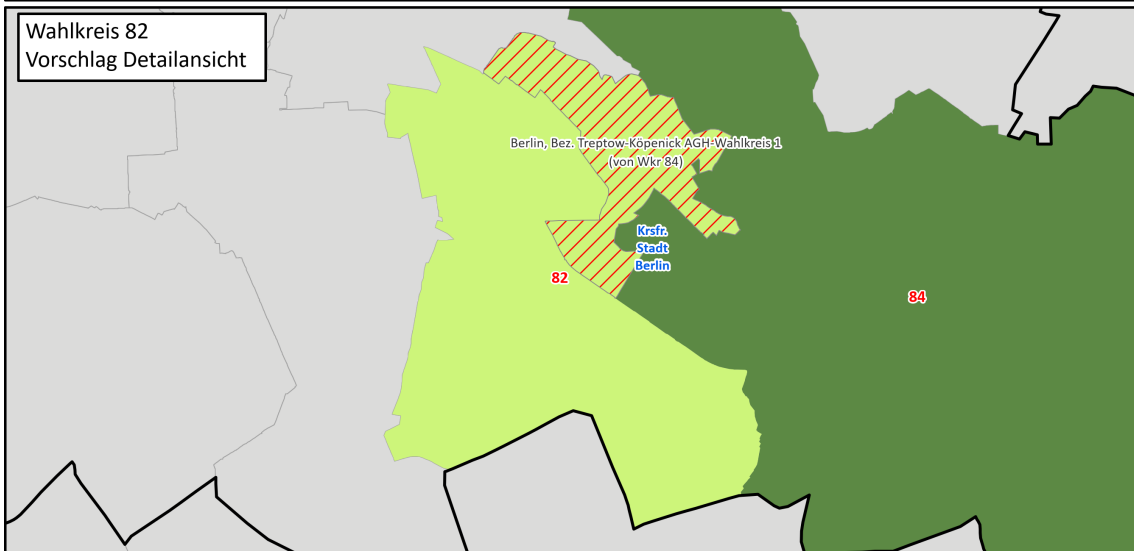 Wahlkreis 82
Vorschlag Detailansicht
Berlin, Bez. Treptow-Köpenick AGH-Wahlkreis 1
(von Wkr 84)
Krsfr.
Stadt
Berlin
82
84